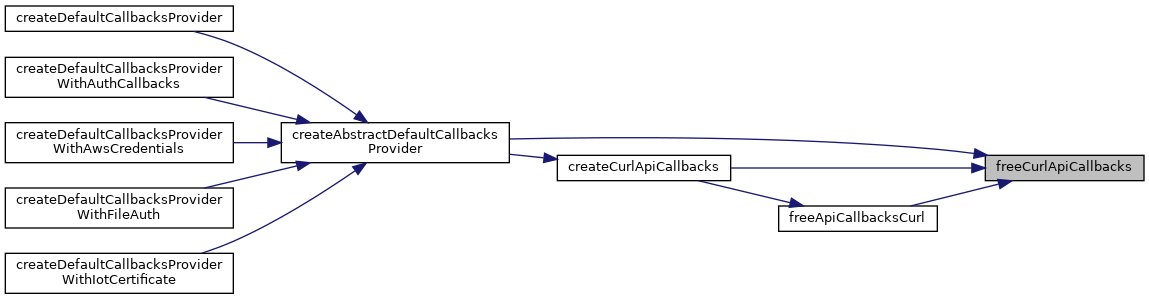 createDefaultCallbacksProvider
createDefaultCallbacksProvider
WithAuthCallbacks
createDefaultCallbacksProvider
WithAwsCredentials
createDefaultCallbacksProvider
WithFileAuth
createDefaultCallbacksProvider
WithIotCertificate
createAbstractDefaultCallbacks
Provider
createCurlApiCallbacks
freeApiCallbacksCurl
freeCurlApiCallbacks